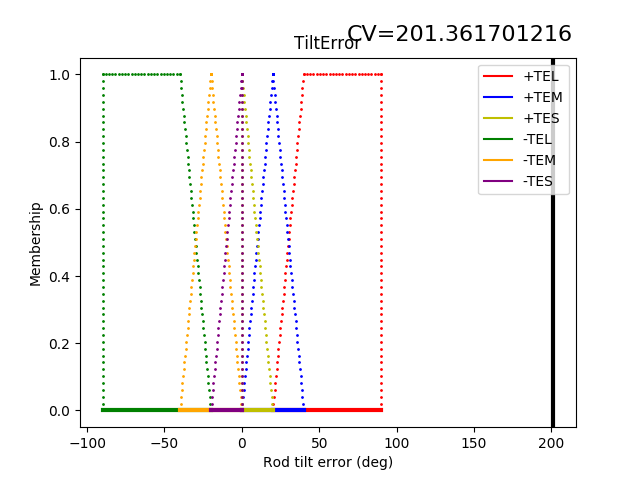 CV=201.361701216
TiltError
+TEL
+TEM
+TES
-TEL
-TEM
-TES
Membership
1.0
0.8
0.6
0.4
0.2
0.0
−100
−50
0
50
100
150
200
Rod tilt error (deg)